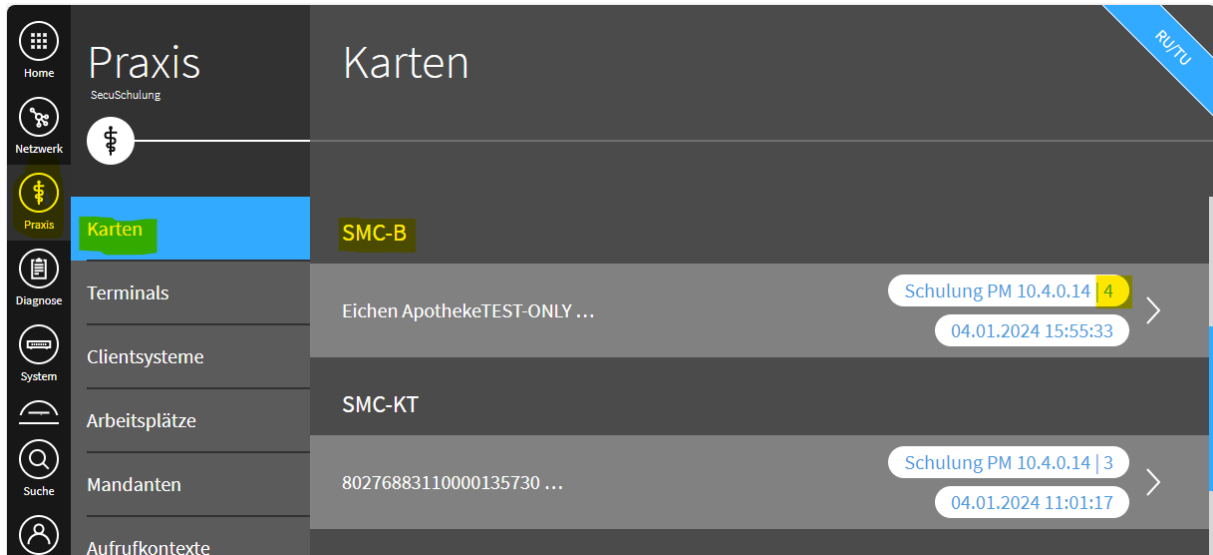 Home
Netzwerk
Praxis
Diagnose
System
Suche
Praxis
SecuSchulung
Karten
Terminals
Clientsysteme
Arbeitsplätze
Mandanten
Aufrufkontexte
Karten
RU/TU
SMC-B
Eichen ApothekeTEST-ONLY ...
Schulung PM 10.4.0.14 | 4
04.01.2024 15:55:33
SMC-KT
80276883110000135730 ...
Schulung PM 10.4.0.14 | 3
04.01.2024 11:01:17